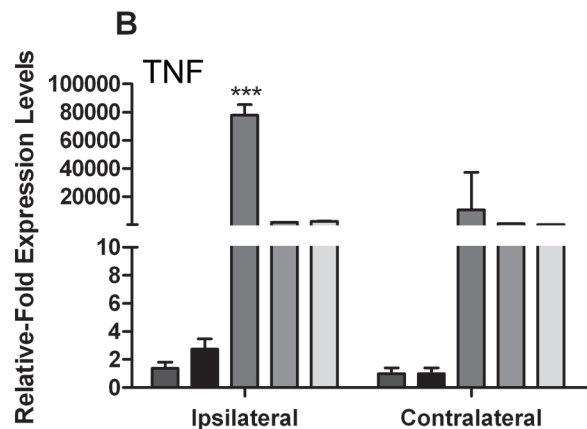 B
TNF
***
Relative-Fold Expression Levels
100000
80000
60000
40000
20000
10
8
6
4
2
0
Ipsilateral
Contralateral